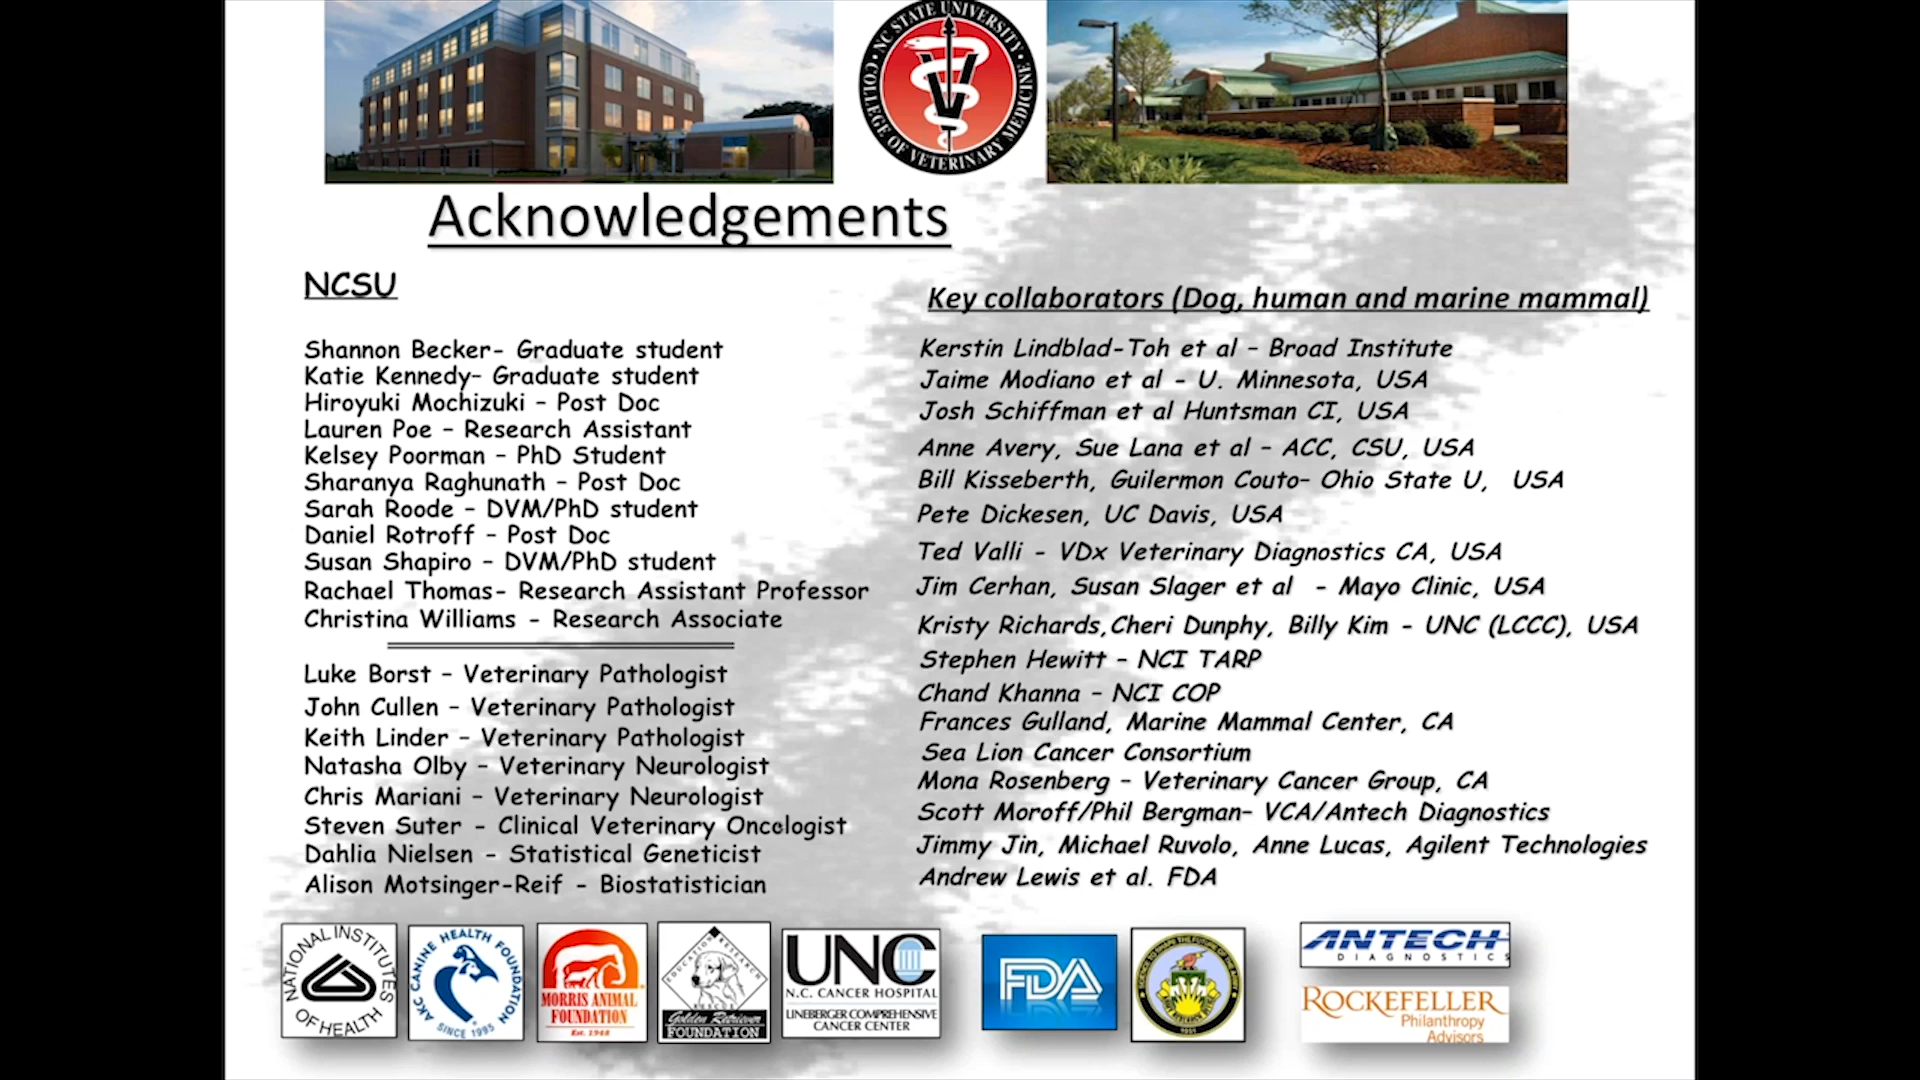 NC STATE UNIVERSITY
COLLEGE OF VETERINARY MEDICINE
V
Acknowledgements
NCSU
Shannon Becker- Graduate student
Katie Kennedy- Graduate student
Hiroyuki Mochizuki - Post Doc
Lauren Poe - Research Assistant
Kelsey Poorman - PhD Student
Sharanya Raghunath - Post Doc
Sarah Roode - DVM/PhD student
Daniel Rotroff - Post Doc
Susan Shapiro - DVM/PhD student
Rachael Thomas- Research Assistant Professor
Christina Williams - Research Associate
Luke Borst - Veterinary Pathologist
John Cullen - Veterinary Pathologist
Keith Linder - Veterinary Pathologist
Natasha Olby - Veterinary Neurologist
Chris Mariani - Veterinary Neurologist
Steven Suter - Clinical Veterinary Oncologist
Dahlia Nielsen - Statistical Geneticist
Alison Motsinger-Reif - Biostatistician
Key collaborators (Dog, human and marine mammal)
Kerstin Lindblad-Toh et al - Broad Institute
Jaime Modiano et al - U. Minnesota, USA
Josh Schiffman et al Huntsman CI, USA
Anne Avery, Sue Lana et al - ACC, CSU, USA
Bill Kisseberth, Guilermon Couto- Ohio State U, USA
Pete Dickesen, UC Davis, USA
Ted Valli - VDx Veterinary Diagnostics CA, USA
Jim Cerhan, Susan Slager et al - Mayo Clinic, USA
Kristy Richards,Cheri Dunphy, Billy Kim - UNC (LCCC), USA
Stephen Hewitt - NCI TARP
Chand Khanna - NCI COP
Frances Gulland, Marine Mammal Center, CA
Sea Lion Cancer Consortium
Mona Rosenberg - Veterinary Cancer Group, CA
Scott Moroff/Phil Bergman- VCA/Antech Diagnostics
Jimmy Jin, Michael Ruvolo, Anne Lucas, Agilent Technologies
Andrew Lewis et al. FDA
NATIONAL INSTITUTES
OF HEALTH
AKC CANINE HEALTH FOUNDATION
SINCE 1995
MORRIS ANIMAL
FOUNDATION
Est. 1948
EDUCATION RESEARCH
Golden Retriever
FOUNDATION
UNC
N.C. CANCER HOSPITAL
LINEBERGER COMPREHENSIVE
CANCER CENTER
FDA
1951
ANTECH
DIAGNOSTICS
ROCKEFELLER
Philanthropy
Advisors